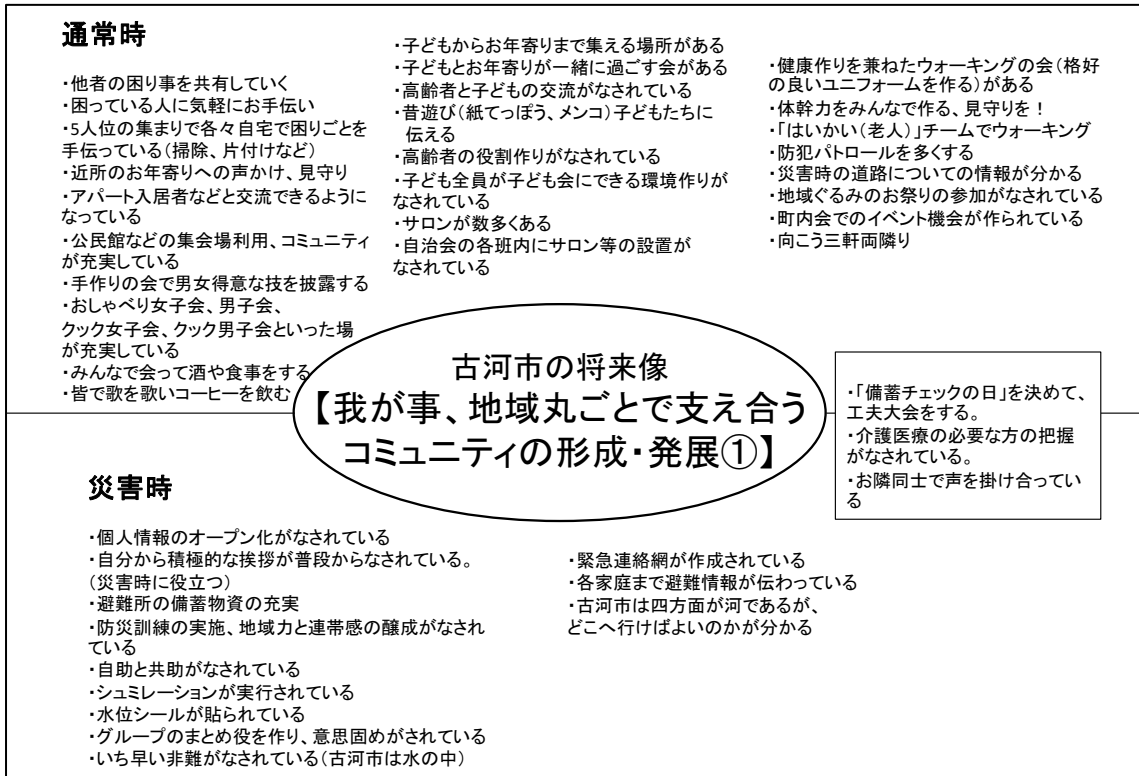 通常時
・他者の困り事を共有していく
・困っている人に気軽にお手伝い
・5人位の集まりで各々自宅で困りごとを
手伝っている(掃除、片付けなど)
・近所のお年寄りへの声かけ、見守り
・アパート入居者などと交流できるように
なっている
・公民館などの集会場利用、コミュニティ
が充実している
・手作りの会で男女得意な技を披露する
・おしゃべり女子会、男子会、
クック女子会、クック男子会といった場
が充実している
・みんなで会って酒や食事をする
・皆で歌を歌いコーヒーを飲む
・子どもからお年寄りまで集える場所がある
・子どもとお年寄りが一緒に過ごす会がある
・高齢者と子どもの交流がなされている
・昔遊び(紙てっぽう、メンコ)子どもたちに
伝える
・高齢者の役割作りがなされている
・子ども全員が子ども会にできる環境作りが
なされている
・サロンが数多くある
・自治会の各班内にサロン等の設置が
なされている
・健康作りを兼ねたウォーキングの会(格好
の良いユニフォームを作る)がある
・体幹力をみんなで作る、見守りを!
・「はいかい(老人)」チームでウォーキング
・防犯パトロールを多くする
・災害時の道路についての情報が分かる
・地域ぐるみのお祭りの参加がなされている
・町内会でのイベント機会が作られている
・向こう三軒両隣り
古河市の将来像
【我が事、地域丸ごとで支え合う
コミュニティの形成・発展①】
・「備蓄チェックの日」を決めて、
工夫大会をする。
・介護医療の必要な方の把握
がなされている。
・お隣同士で声を掛け合ってい
る
災害時
・個人情報のオープン化がなされている
・自分から積極的な挨拶が普段からなされている。
(災害時に役立つ)
・避難所の備蓄物資の充実
・防災訓練の実施、地域力と連帯感の醸成がなされ
ている
・自助と共助がなされている
・シュミレーションが実行されている
・水位シールが貼られている
・グループのまとめ役を作り、意思固めがされている
・いち早い非難がなされている(古河市は水の中)
・緊急連絡網が作成されている
・各家庭まで避難情報が伝わっている
・古河市は四方面が河であるが、
どこへ行けばよいのかが分かる